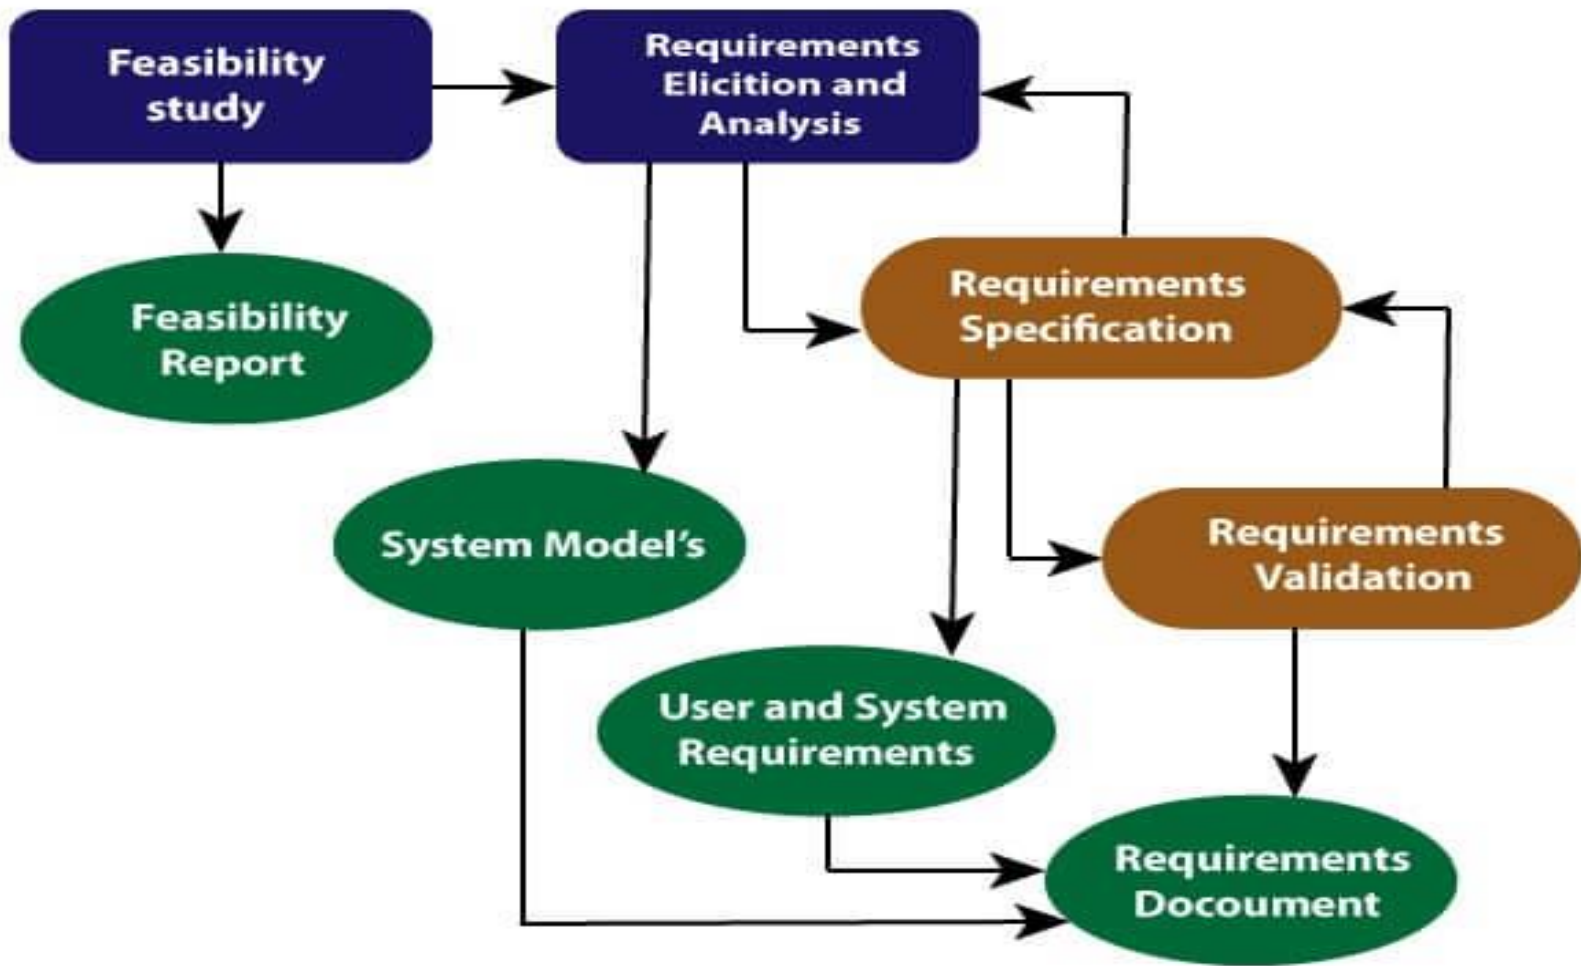 Feasibility
study
Requirements
Elicition and
Analysis
Feasibility
Report
Requirements
Specification
System Model's
Requirements
Validation
User and System
Requirements
Requirements
Docoument